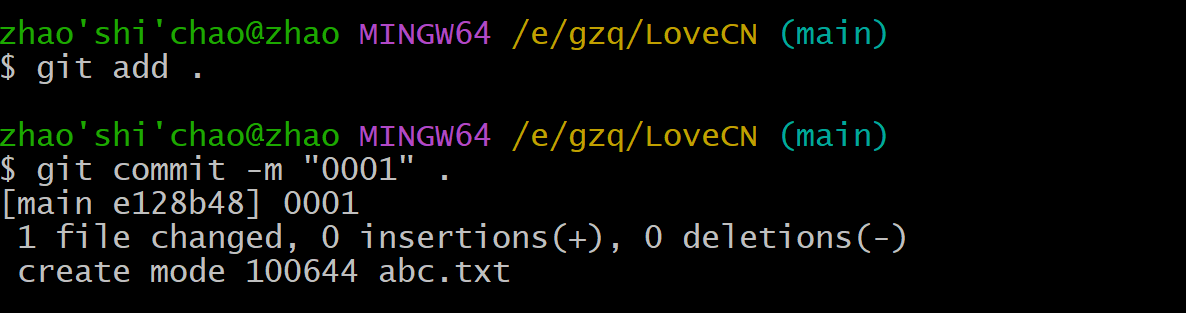 zhao'shi'chao@zhao MINGW64 /e/gzq/LoveCN (main)
$ git add .
zhao'shi'chao@zhao MINGW64 /e/gzq/LoveCN (main)
$ git commit -m "0001" .
[main e128b48] 0001
 1 file changed, 0 insertions(+), 0 deletions(-)
 create mode 100644 abc.txt